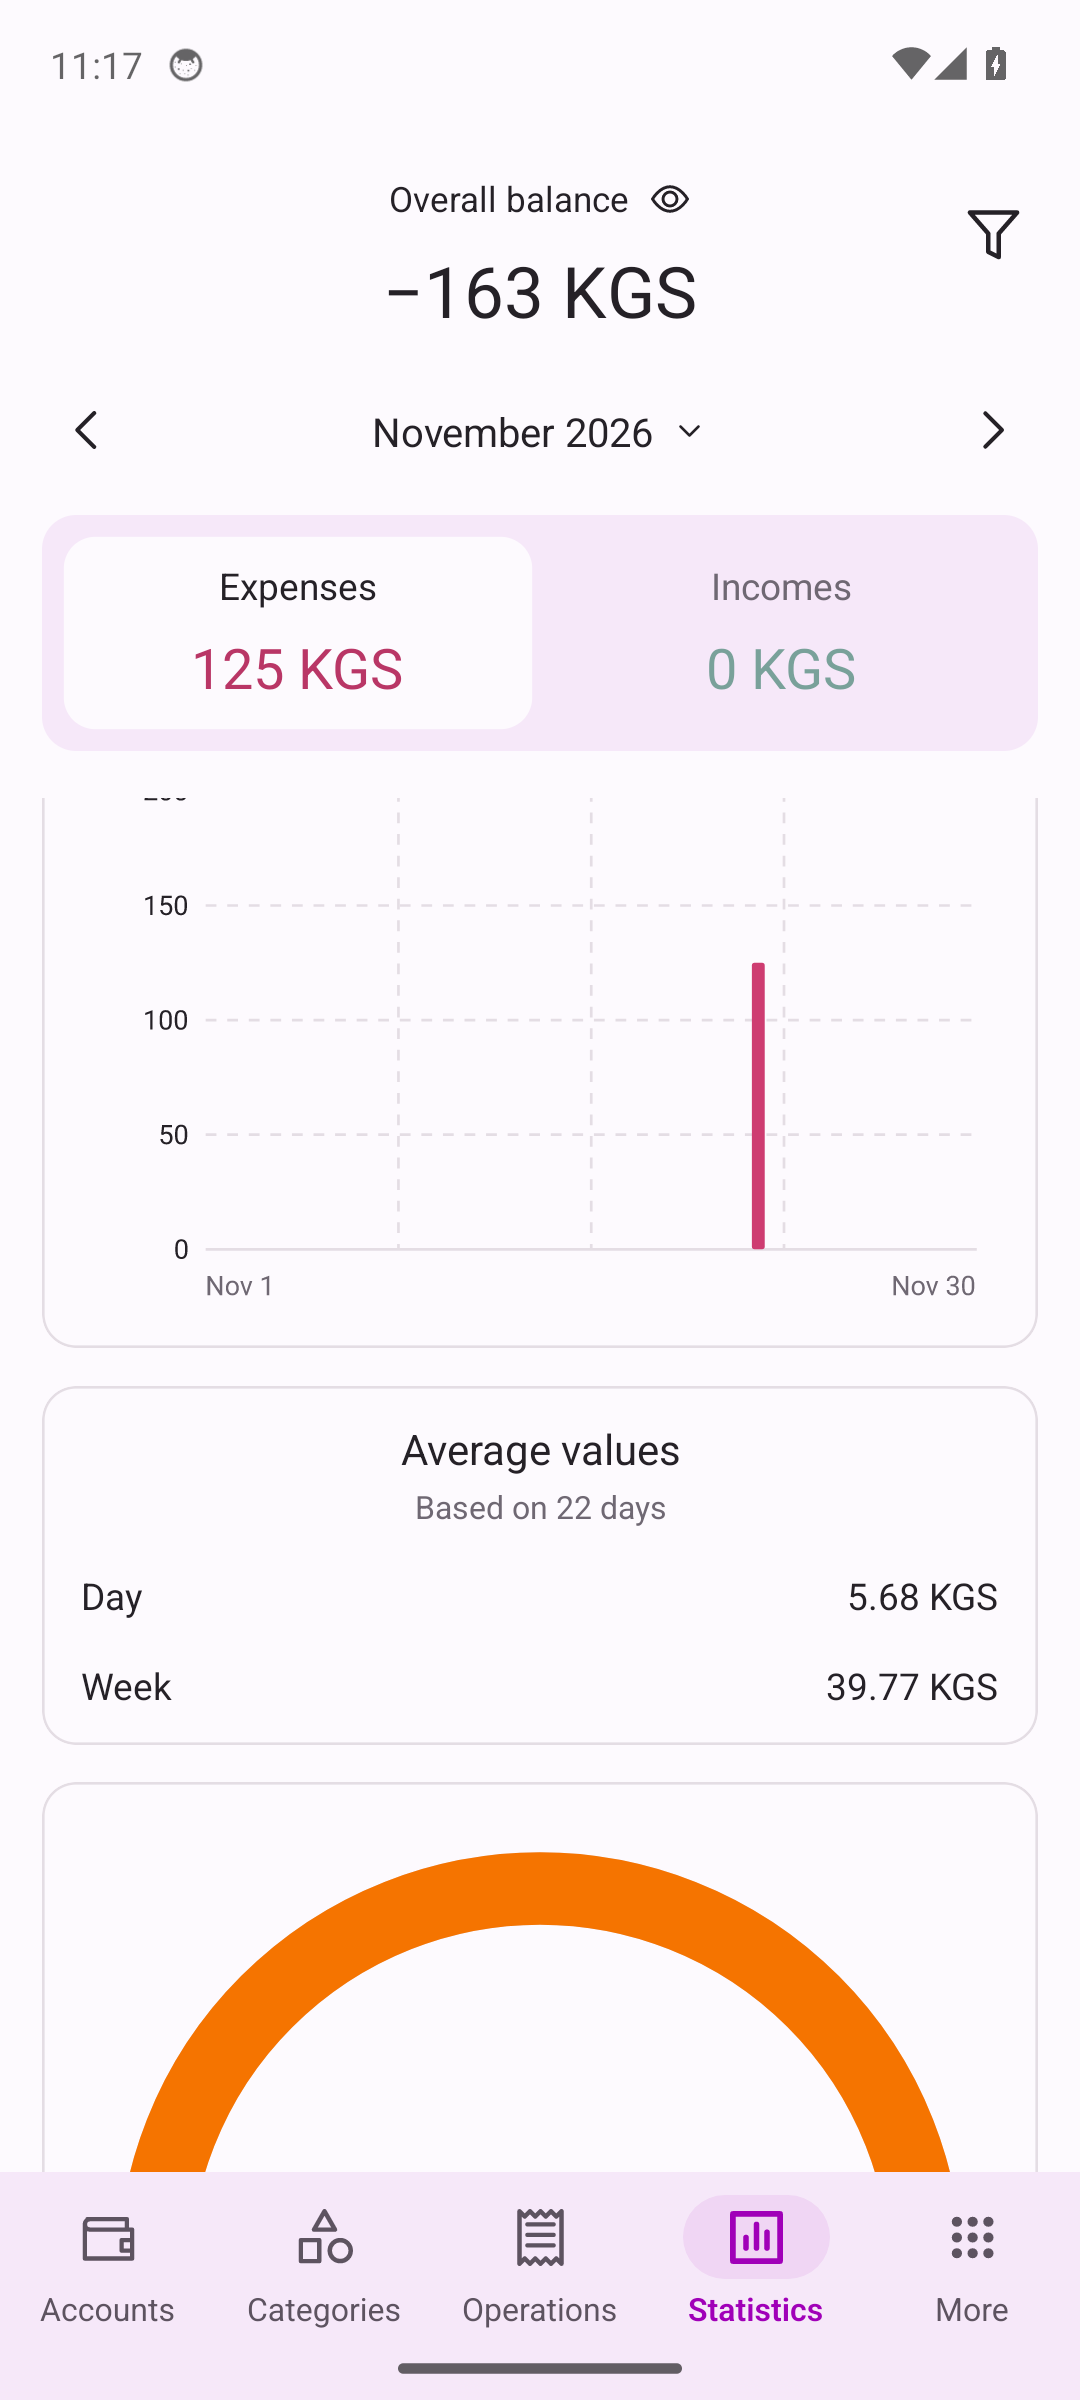 11:17
Overall balance
−163 KGS
November 2026
Expenses
Incomes
125 KGS
0 KGS
150
100
50
0
Nov 1
Nov 30
Average values
Based on 22 days
Day
5.68 KGS
Week
39.77 KGS
Accounts
Categories
Operations
Statistics
More